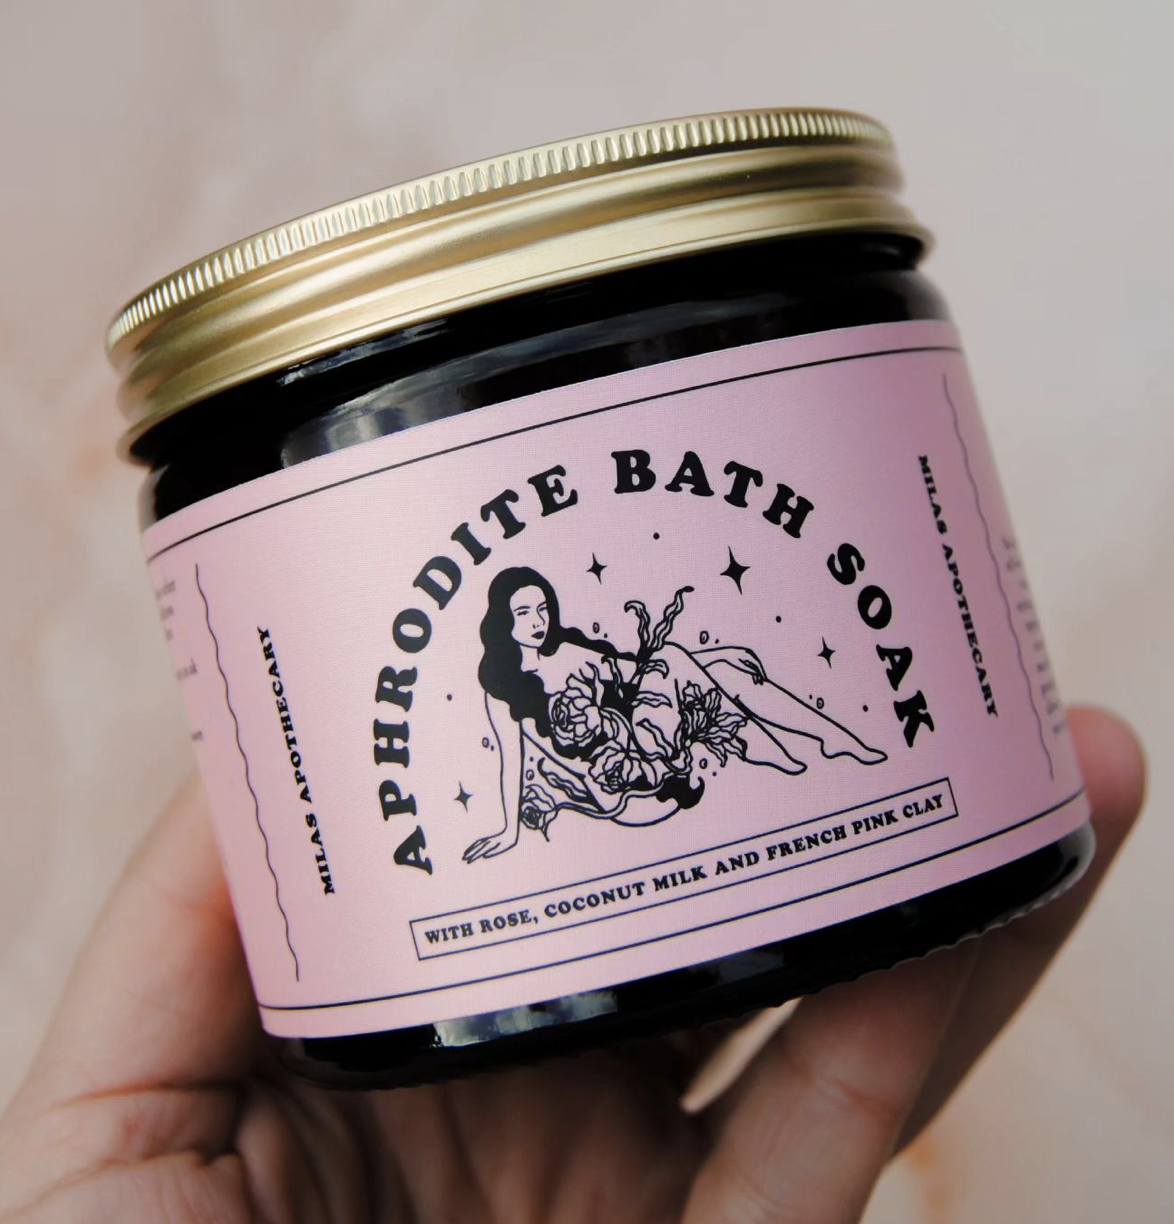 APHRODITE BATH SOAK
MILAS APOTHECARY
MILAS APOTHECARY
WITH ROSE, COCONUT MILK AND FRENCH PINK CLAY